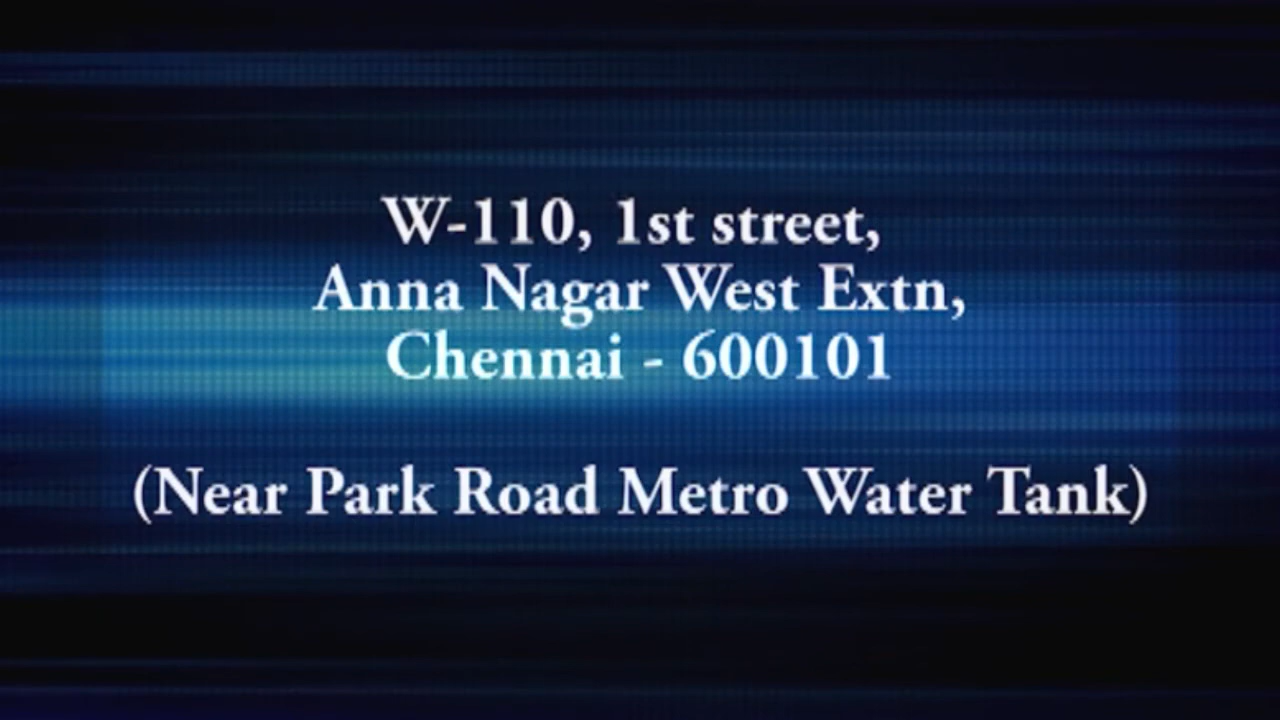 W-110, 1st street,
Anna Nagar West Extn,
Chennai - 600101
(Near Park Road Metro Water Tank)